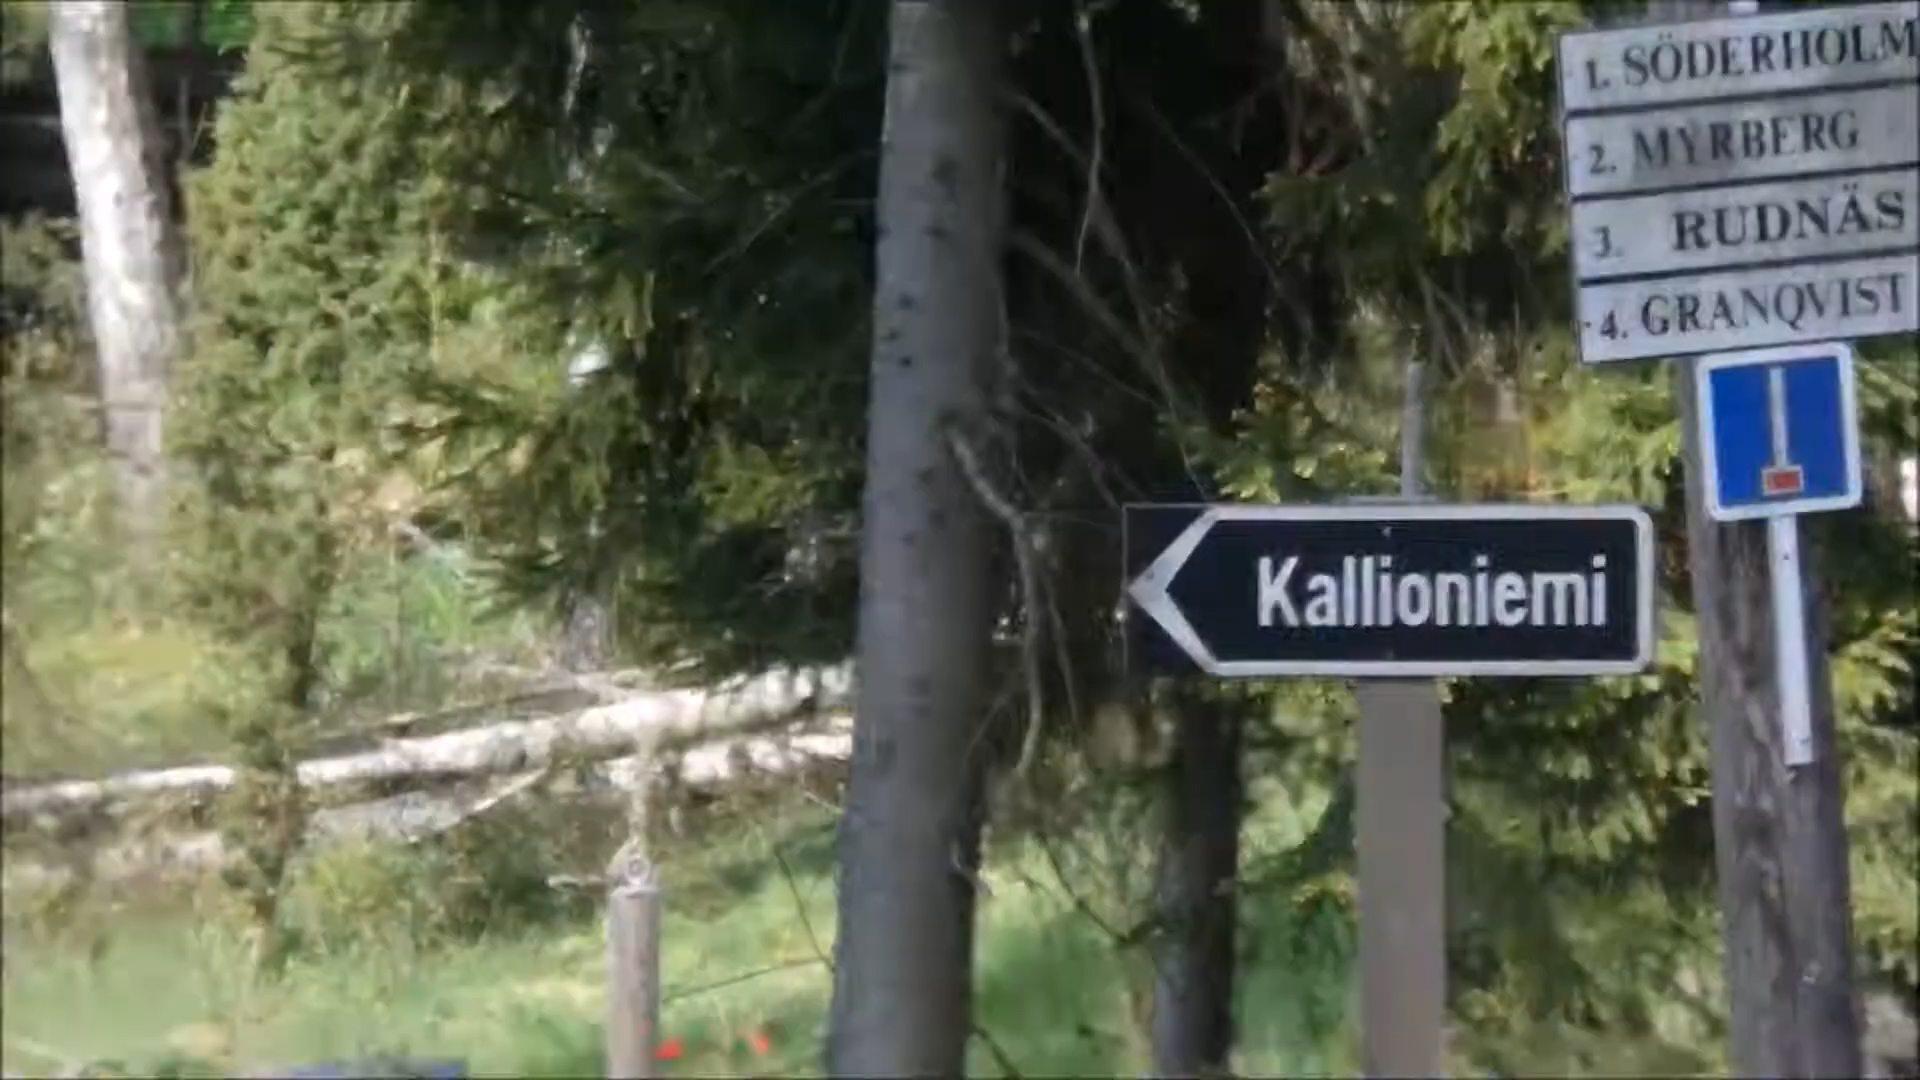 1. SÖDERHOLM
2. MYRBERG
3. RUDNÄS
4. GRANQVIST
Kallioniemi